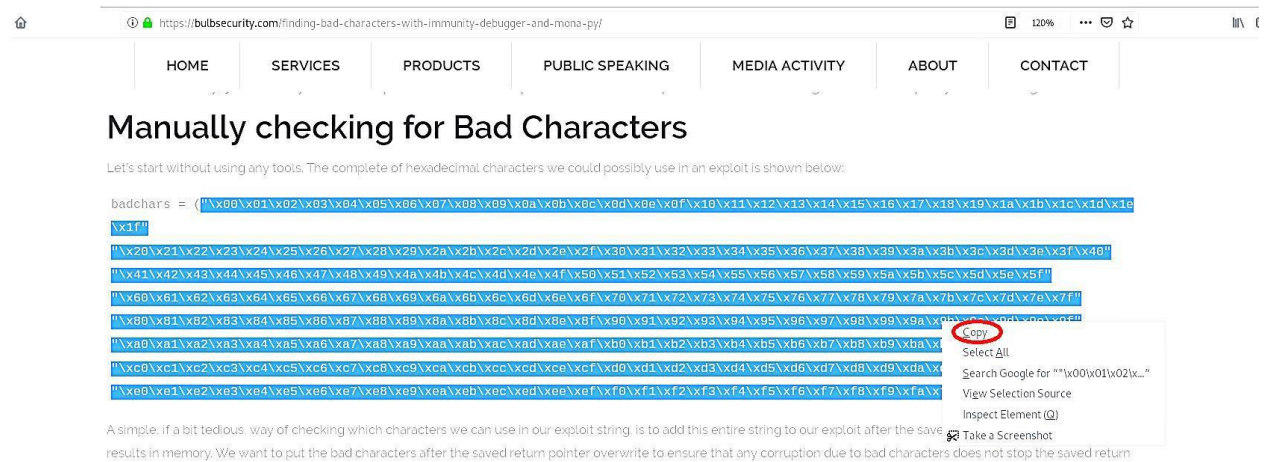 https://bulbsecurity.com/finding-bad-characters-with-immunity-debugger-and-mona-py/
120%
HOME SERVICES PRODUCTS PUBLIC SPEAKING MEDIA ACTIVITY ABOUT CONTACT
Manually checking for Bad Characters
Let's start without using any tools. The complete of hexadecimal characters we could possibly use in an exploit is shown below:
badchars = ("\x00\x01\x02\x03\x04\x05\x06\x07\x08\x09\x0a\x0b\x0c\x0d\x0e\x0f\x10\x11\x12\x13\x14\x15\x16\x17\x18\x19\x1a\x1b\x1c\x1d\x1e
\x1f"
"\x20\x21\x22\x23\x24\x25\x26\x27\x28\x29\x2a\x2b\x2c\x2d\x2e\x2f\x30\x31\x32\x33\x34\x35\x36\x37\x38\x39\x3a\x3b\x3c\x3d\x3e\x3f\x40"
"\x41\x42\x43\x44\x45\x46\x47\x48\x49\x4a\x4b\x4c\x4d\x4e\x4f\x50\x51\x52\x53\x54\x55\x56\x57\x58\x59\x5a\x5b\x5c\x5d\x5e\x5f"
"\x60\x61\x62\x63\x64\x65\x66\x67\x68\x69\x6a\x6b\x6c\x6d\x6e\x6f\x70\x71\x72\x73\x74\x75\x76\x77\x78\x79\x7a\x7b\x7c\x7d\x7e\x7f"
"\x80\x81\x82\x83\x84\x85\x86\x87\x88\x89\x8a\x8b\x8c\x8d\x8e\x8f\x90\x91\x92\x93\x94\x95\x96\x97\x98\x99\x9a
Copy
"\xa0\xa1\xa2\xa3\xa4\xa5\xa6\xa7\xa8\xa9\xaa\xab\xac\xad\xae\xaf\xb0\xb1\xb2\xb3\xb4\xb5\xb6\xb7\xb8\xb9\xba
Select All
"\xc0\xc1\xc2\xc3\xc4\xc5\xc6\xc7\xc8\xc9\xca\xcb\xcc\xcd\xce\xcf\xd0\xd1\xd2\xd3\xd4\xd5\xd6\xd7\xd8\xd9\xda
Search Google for ""\x00\x01\x02\x..."
"\xe0\xe1\xe2\xe3\xe4\xe5\xe6\xe7\xe8\xe9\xea\xeb\xec\xed\xee\xef\xf0\xf1\xf2\xf3\xf4\xf5\xf6\xf7\xf8\xf9\xfa
View Selection Source
Inspect Element (Q)
Take a Screenshot
A simple, if a bit tedious, way of checking which characters we can use in our exploit string, is to add this entire string to our exploit after the save
results in memory. We want to put the bad characters after the saved return pointer overwrite to ensure that any corruption due to bad characters does not stop the saved return